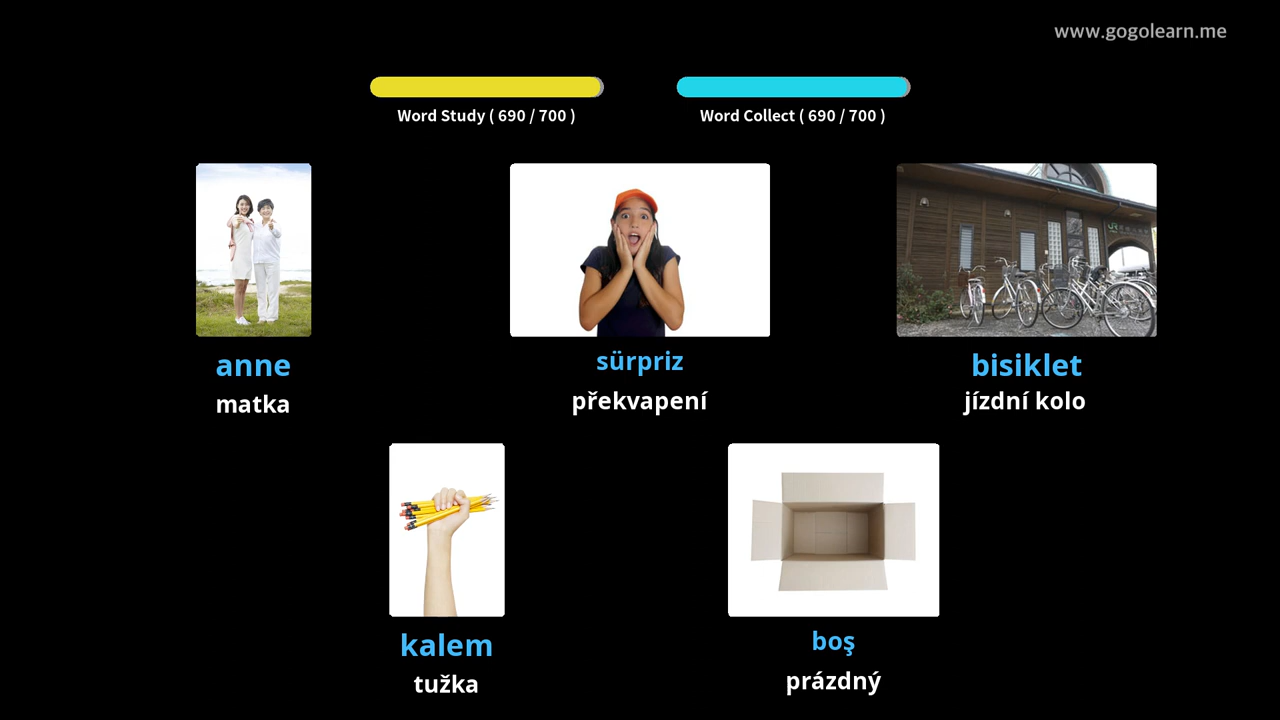 www.gogolearn.me
Word Study ( 690 / 700 )
Word Collect ( 690 / 700 )
anne
matka
sürpriz
překvapení
bisiklet
jízdní kolo
kalem
tužka
boş
prázdný